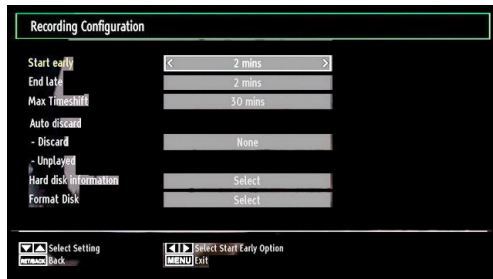 Recording Configuration
Start early < 2 mins >
End late 2 mins
Max Timeshift 30 mins
Auto discard
- Discard None
- Unplayed
Hard disk information Select
Format Disk Select
Select Setting Select Start Early Option
RET/BACK Back MENU Exit